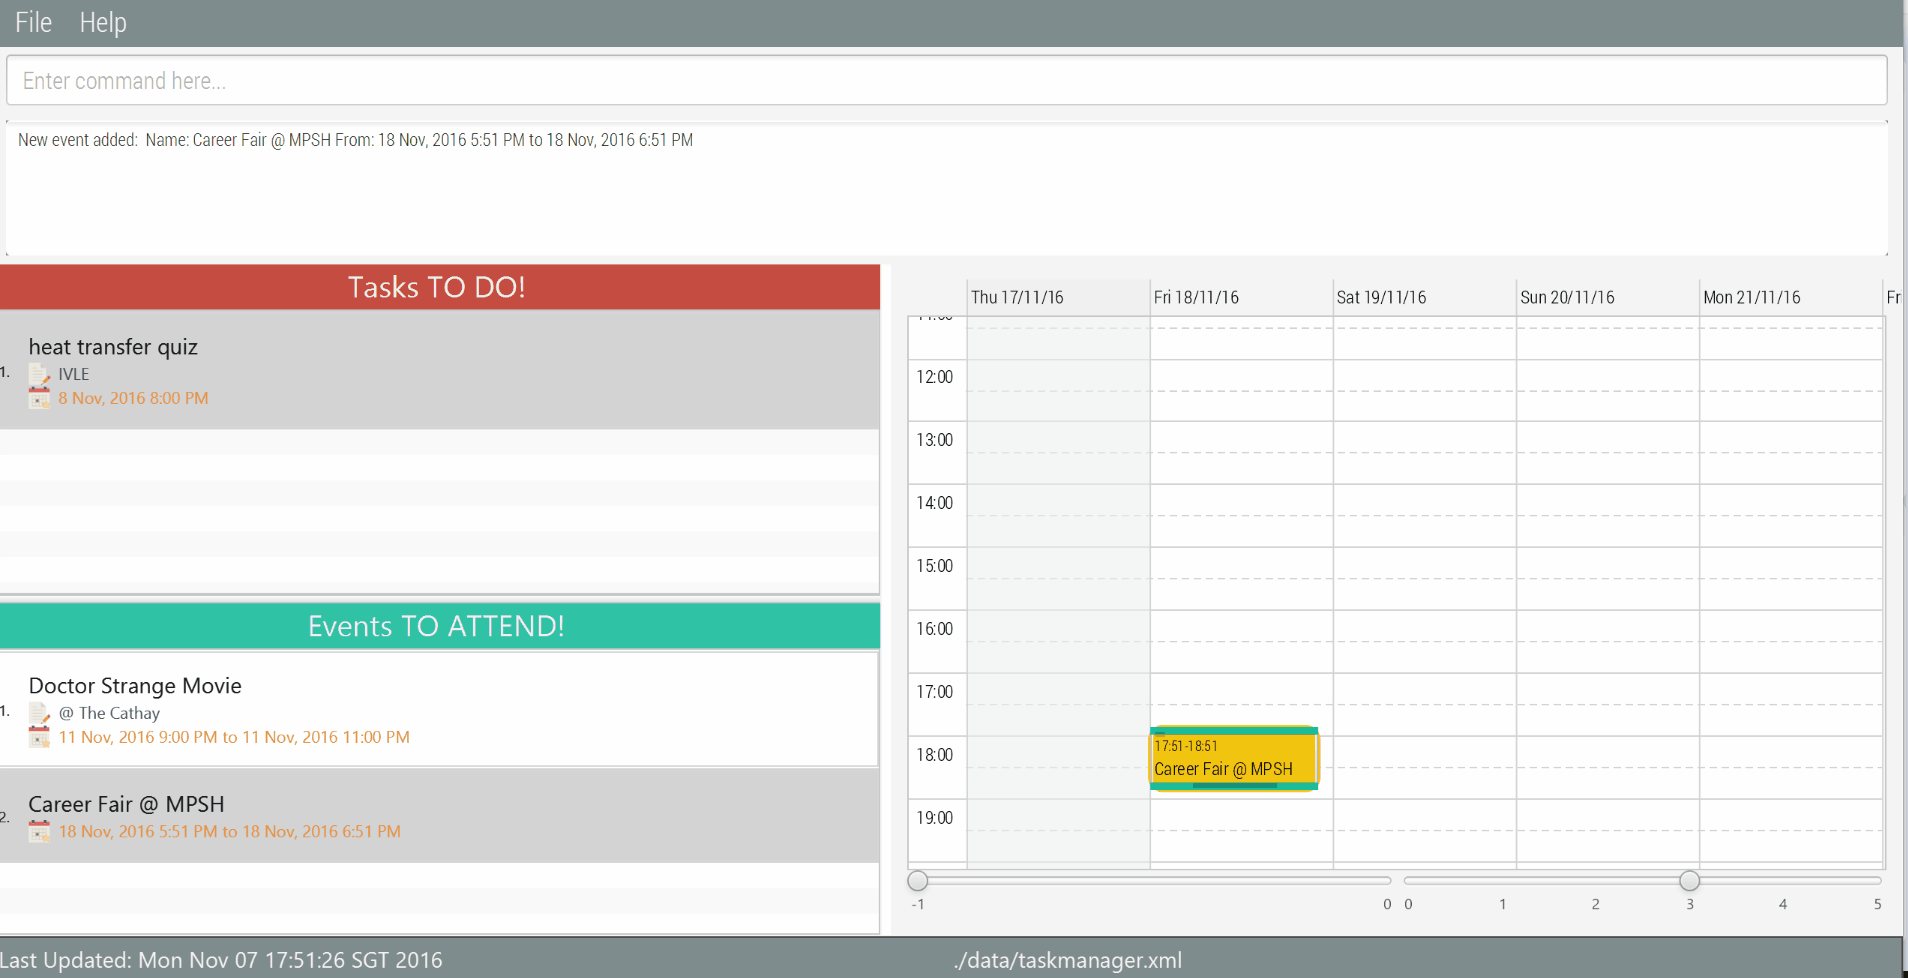 File Help
Enter command here...
New event added:  Name: Career Fair @ MPSH From: 18 Nov, 2016 5:51 PM to 18 Nov, 2016 6:51 PM
Tasks TO DO!
1.
heat transfer quiz
IVLE
8 Nov, 2016 8:00 PM
Events TO ATTEND!
1.
Doctor Strange Movie
@ The Cathay
11 Nov, 2016 9:00 PM to 11 Nov, 2016 11:00 PM
2.
Career Fair @ MPSH
18 Nov, 2016 5:51 PM to 18 Nov, 2016 6:51 PM
Thu 17/11/16 Fri 18/11/16 Sat 19/11/16 Sun 20/11/16 Mon 21/11/16
12:00
13:00
14:00
15:00
16:00
17:00
17:51-18:51
Career Fair @ MPSH
18:00
19:00
-1 0 0 1 2 3 4 5
Last Updated: Mon Nov 07 17:51:26 SGT 2016 ./data/taskmanager.xml